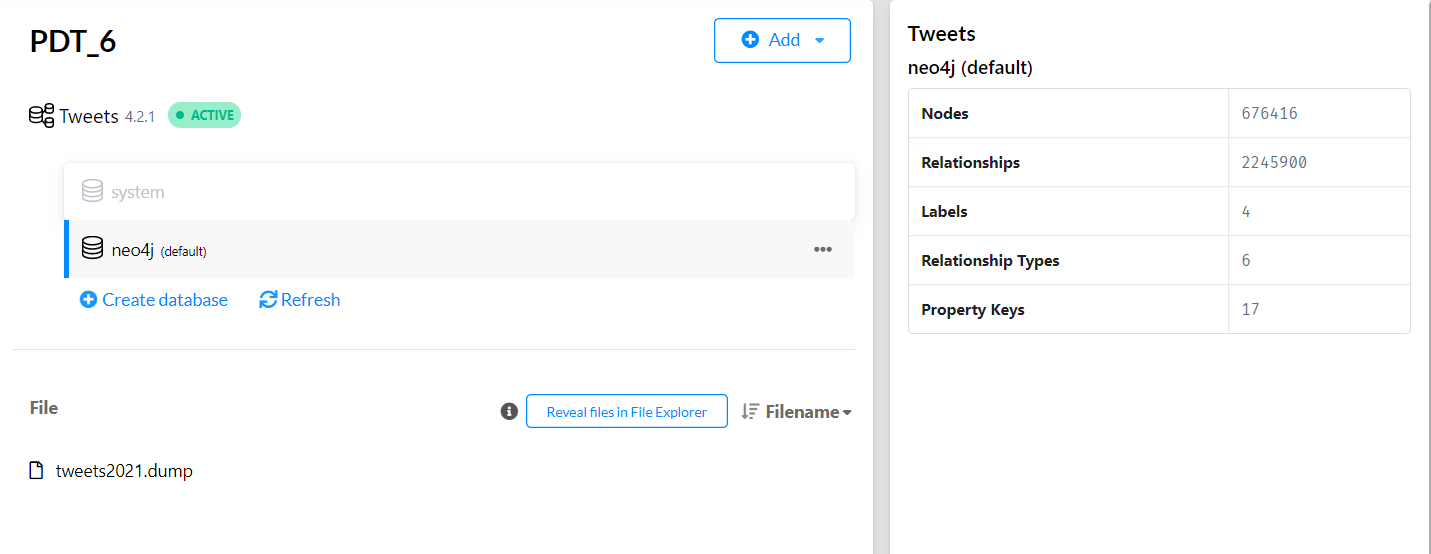 PDT_6
Add
Tweets 4.2.1 ACTIVE
system
neo4j (default)
Create database Refresh
File
Reveal files in File Explorer Filename
tweets2021.dump
Tweets
neo4j (default)
Nodes 676416
Relationships 2245900
Labels 4
Relationship Types 6
Property Keys 17